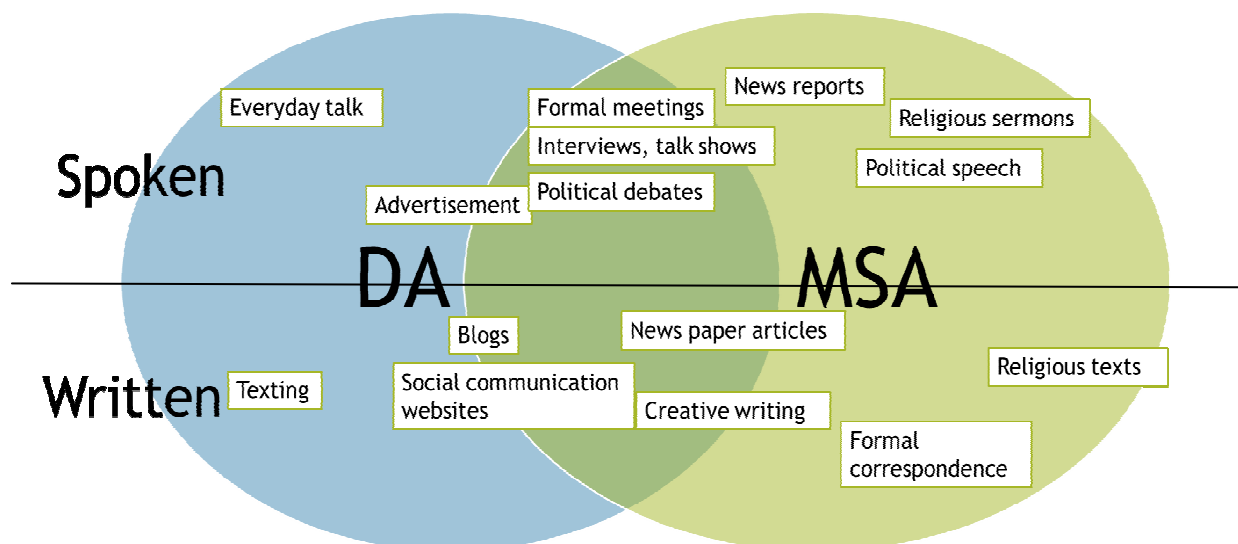 News reports
Everyday talk
Formal meetings
Religious sermons
Interviews, talk shows
Spoken
Political speech
Political debates
Advertisement
DA
MSA
Blogs
News paper articles
Religious texts
Written
Texting
Social communication
websites
Creative writing
Formal
correspondence